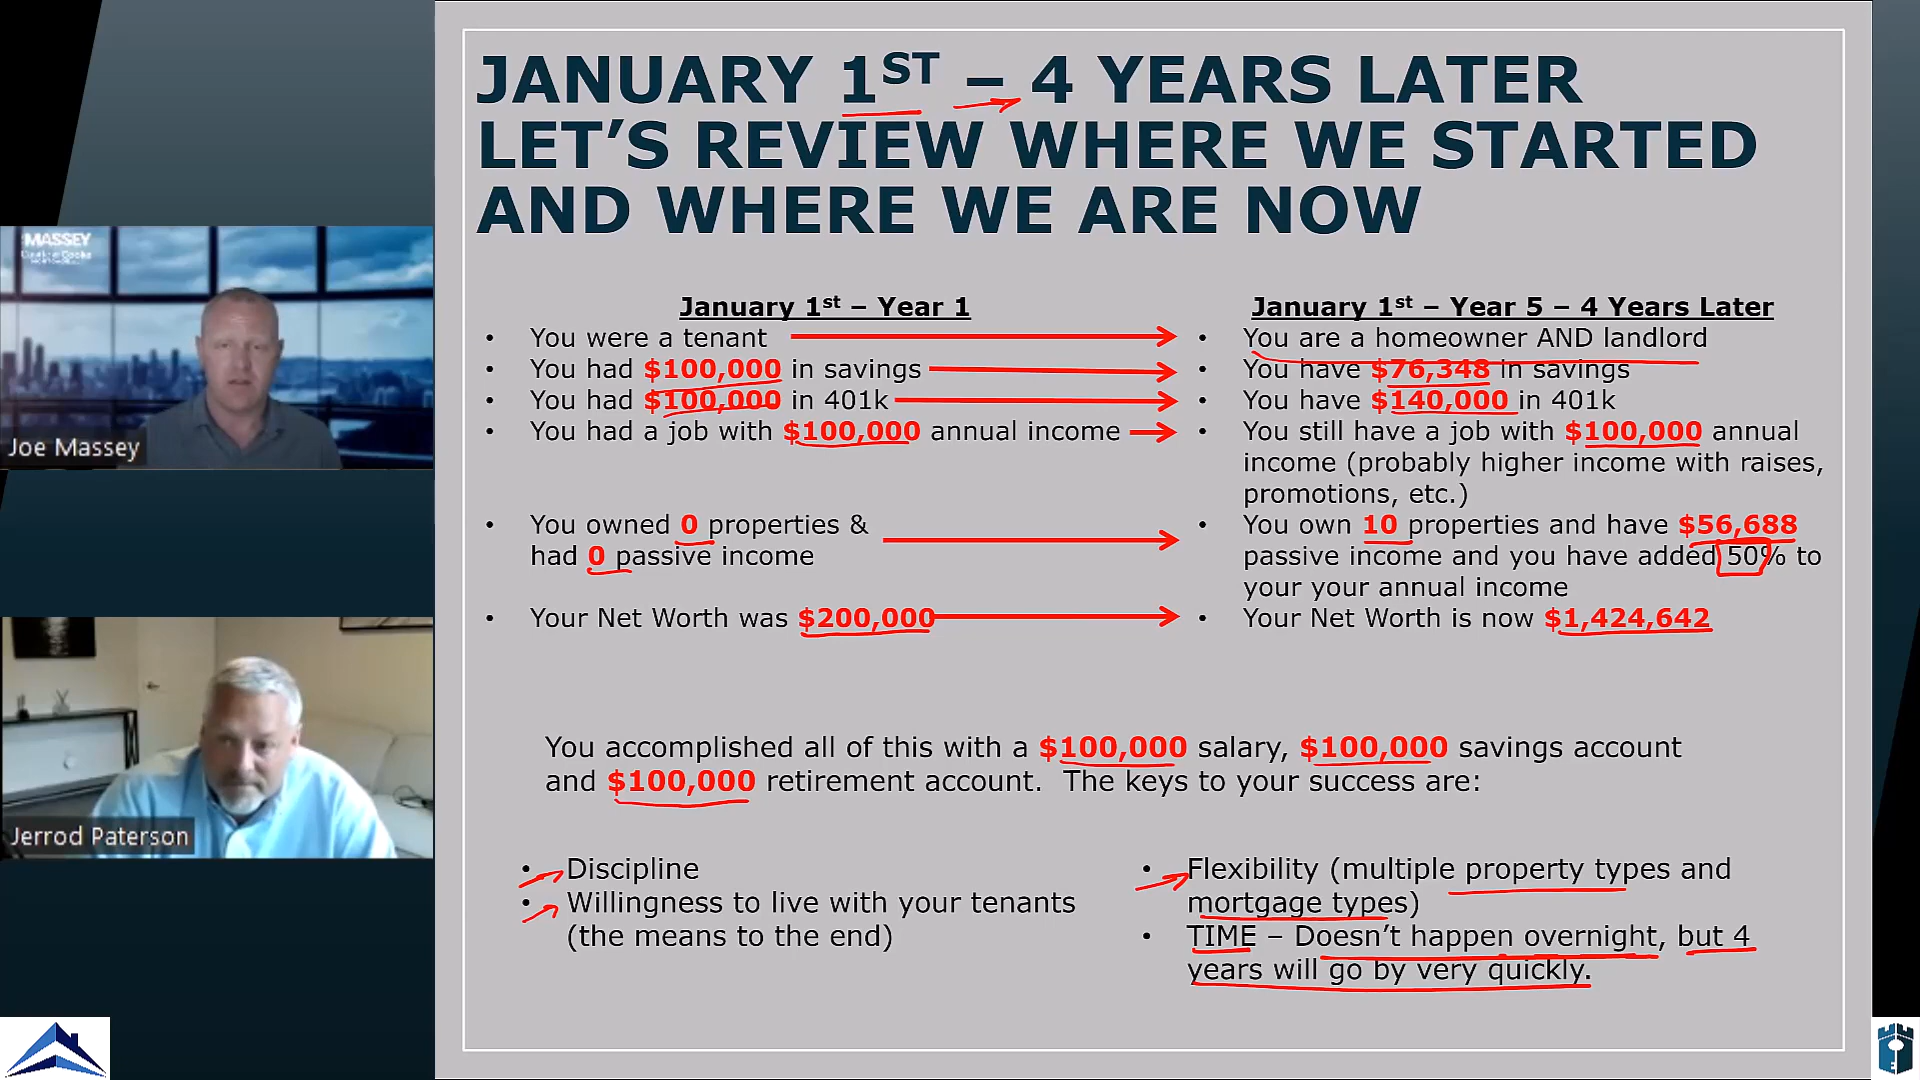 JANUARY 1ST – 4 YEARS LATER
LET’S REVIEW WHERE WE STARTED
AND WHERE WE ARE NOW
January 1st – Year 1
• You were a tenant
• You had $100,000 in savings
• You had $100,000 in 401k
• You had a job with $100,000 annual income
• You owned 0 properties &
had 0 passive income
• Your Net Worth was $200,000
January 1st – Year 5 – 4 Years Later
• You are a homeowner AND landlord
• You have $76,348 in savings
• You have $140,000 in 401k
• You still have a job with $100,000 annual
income (probably higher income with raises,
promotions, etc.)
• You own 10 properties and have $56,688
passive income and you have added 50% to
your your annual income
• Your Net Worth is now $1,424,642
You accomplished all of this with a $100,000 salary, $100,000 savings account
and $100,000 retirement account. The keys to your success are:
• Discipline
• Willingness to live with your tenants
(the means to the end)
• Flexibility (multiple property types and
mortgage types)
• TIME – Doesn’t happen overnight, but 4
years will go by very quickly.
MASSEY
Joe Massey
Jerrod Paterson